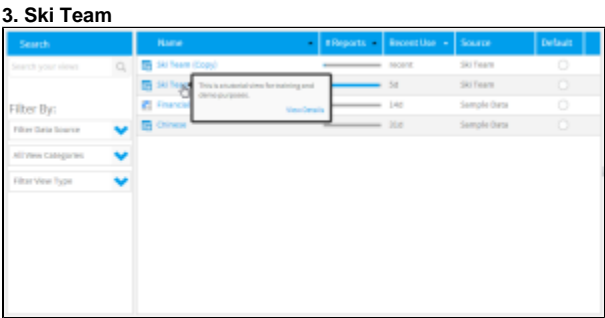 3. Ski Team
Search
Name
# Reports
Recent Use
Source
Default
Search your views
Ski Team (Copy)
recent
Ski Team
Ski Tea
This is a tutorial view for training and
demo purposes.
View Details
5d
Ski Team
Filter By:
Financial
14d
Sample Data
Filter Data Source
Chinese
31d
Sample Data
All View Categories
Filter View Type